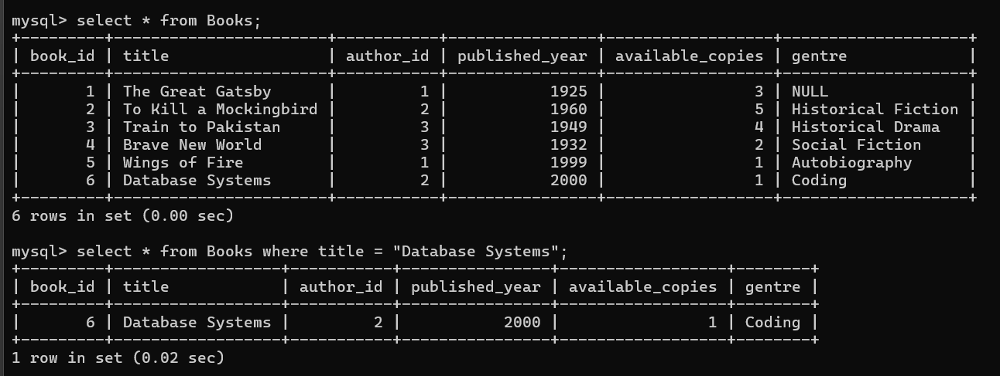 mysql> select * from Books;
+---------+-----------------------+-----------+----------------+------------------+--------------------+
| book_id | title                 | author_id | published_year | available_copies | gentre             |
+---------+-----------------------+-----------+----------------+------------------+--------------------+
|       1 | The Great Gatsby      |         1 |           1925 |                3 | NULL               |
|       2 | To Kill a Mockingbird |         2 |           1960 |                5 | Historical Fiction |
|       3 | Train to Pakistan     |         3 |           1949 |                4 | Historical Drama   |
|       4 | Brave New World       |         3 |           1932 |                2 | Social Fiction     |
|       5 | Wings of Fire         |         1 |           1999 |                1 | Autobiography      |
|       6 | Database Systems      |         2 |           2000 |                1 | Coding             |
+---------+-----------------------+-----------+----------------+------------------+--------------------+
6 rows in set (0.00 sec)
mysql> select * from Books where title = "Database Systems";
+---------+------------------+-----------+----------------+------------------+--------+
| book_id | title            | author_id | published_year | available_copies | gentre |
+---------+------------------+-----------+----------------+------------------+--------+
|       6 | Database Systems |         2 |           2000 |                1 | Coding |
+---------+------------------+-----------+----------------+------------------+--------+
1 row in set (0.02 sec)